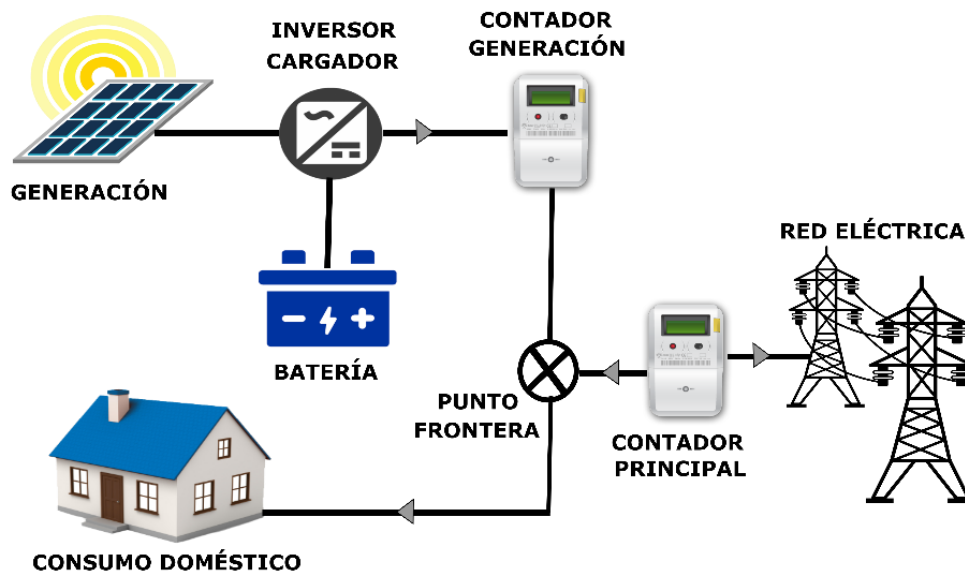 INVERSOR
CARGADOR
CONTADOR
GENERACIÓN
GENERACIÓN
RED ELÉCTRICA
BATERÍA
PUNTO
FRONTERA
CONTADOR
PRINCIPAL
CONSUMO DOMÉSTICO